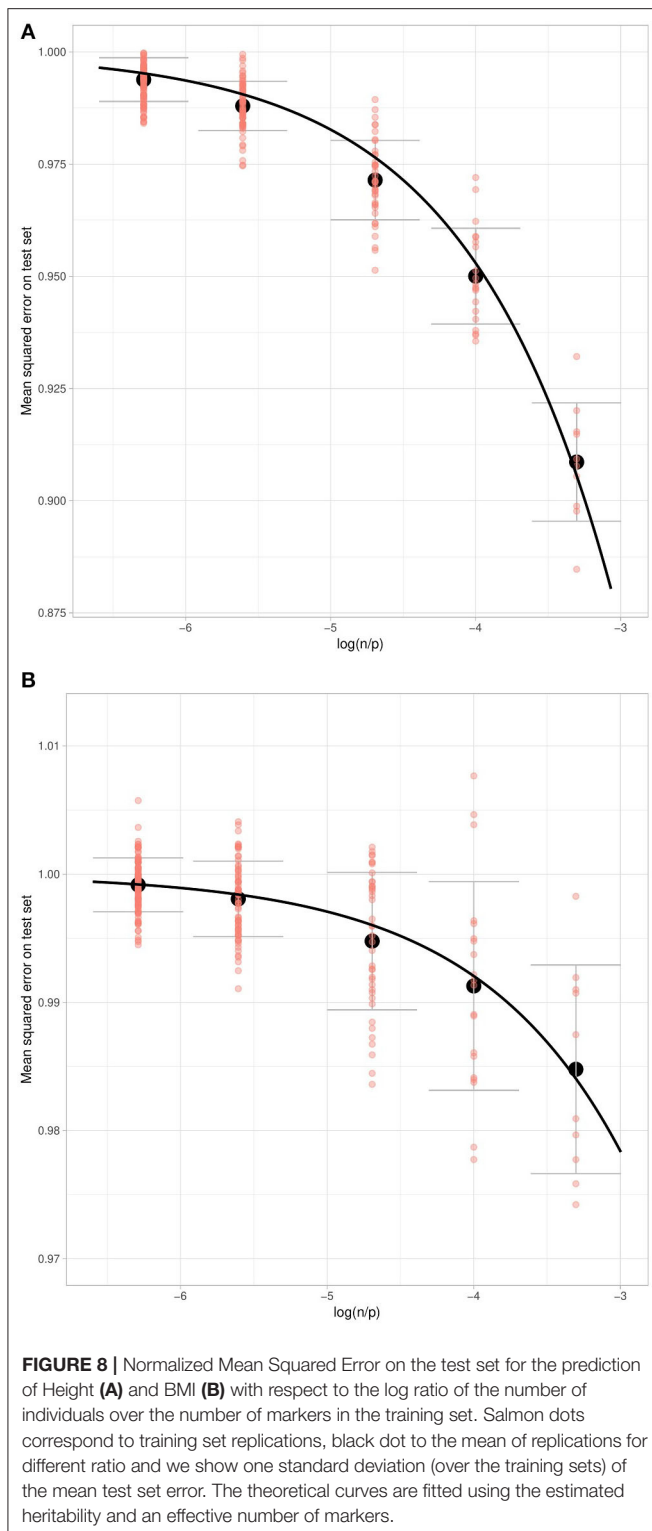 A
1.000
0.975
0.950
0.925
0.900
0.875
Mean squared error on test set
−6
−5
−4
−3
log(n/p)
B
1.01
1.00
0.99
0.98
0.97
Mean squared error on test set
−6
−5
−4
−3
log(n/p)
FIGURE 8 | Normalized Mean Squared Error on the test set for the prediction
of Height (A) and BMI (B) with respect to the log ratio of the number of
individuals over the number of markers in the training set. Salmon dots
correspond to training set replications, black dot to the mean of replications for
different ratio and we show one standard deviation (over the training sets) of
the mean test set error. The theoretical curves are fitted using the estimated
heritability and an effective number of markers.